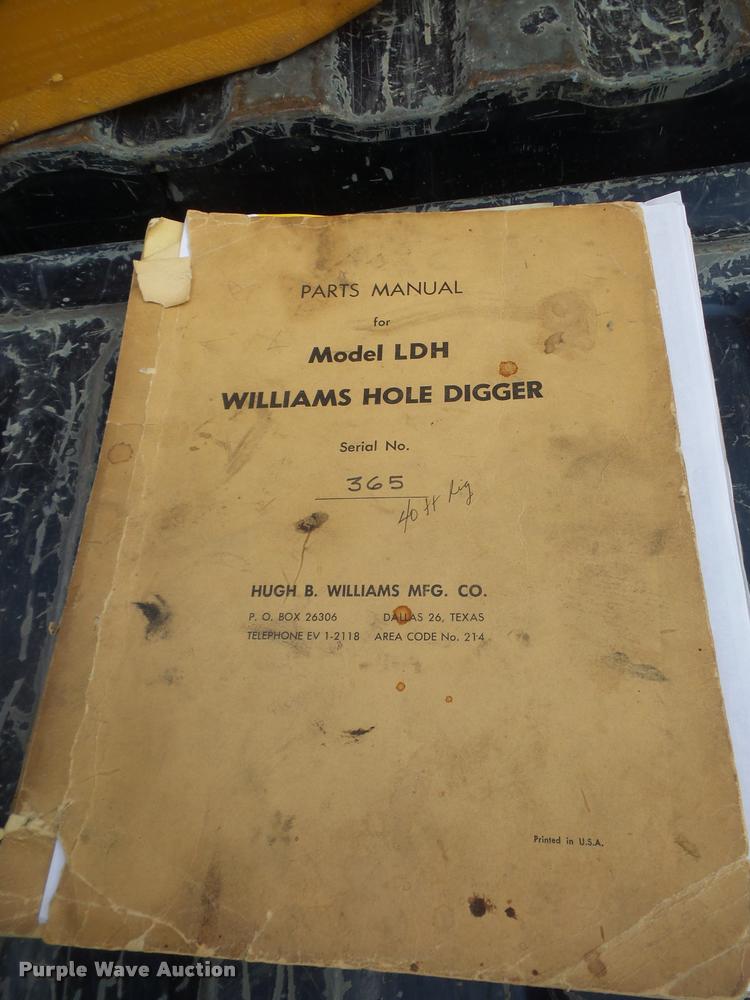 PARTS MANUAL
for
Model LDH
WILLIAMS HOLE DIGGER
Serial No.
365
40 ft rig
HUGH B. WILLIAMS MFG. CO.
P. O. BOX 26306 DALLAS 26, TEXAS
TELEPHONE EV 1-2118 AREA CODE No. 214
Printed in U.S.A.
Purple Wave Auction